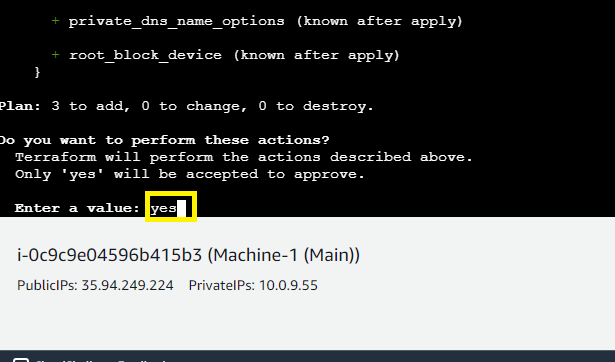 + private_dns_name_options (known after apply)
+ root_block_device (known after apply)
}
Plan: 3 to add, 0 to change, 0 to destroy.
Do you want to perform these actions?
Terraform will perform the actions described above.
Only 'yes' will be accepted to approve.
Enter a value: yes
i-0c9c9e04596b415b3 (Machine-1 (Main))
PublicIPs: 35.94.249.224 PrivateIPs: 10.0.9.55